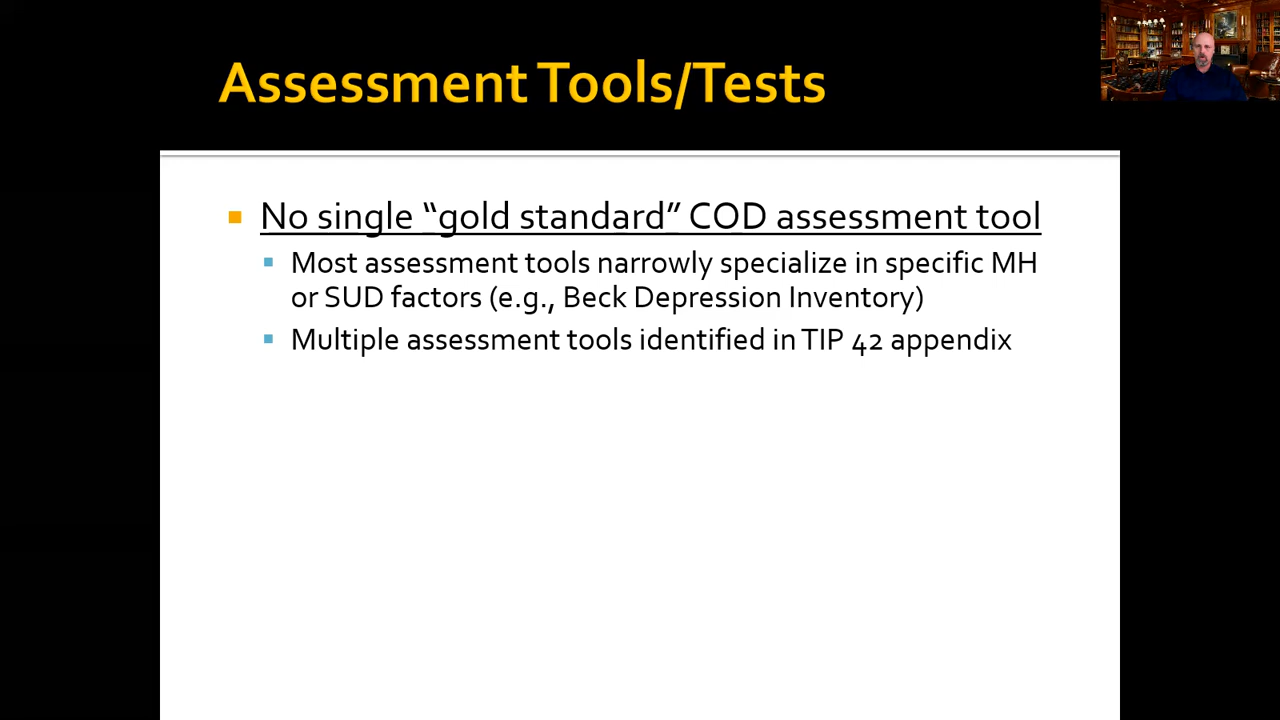 Assessment Tools/Tests
No single “gold standard” COD assessment tool
Most assessment tools narrowly specialize in specific MH
or SUD factors (e.g., Beck Depression Inventory)
Multiple assessment tools identified in TIP 42 appendix